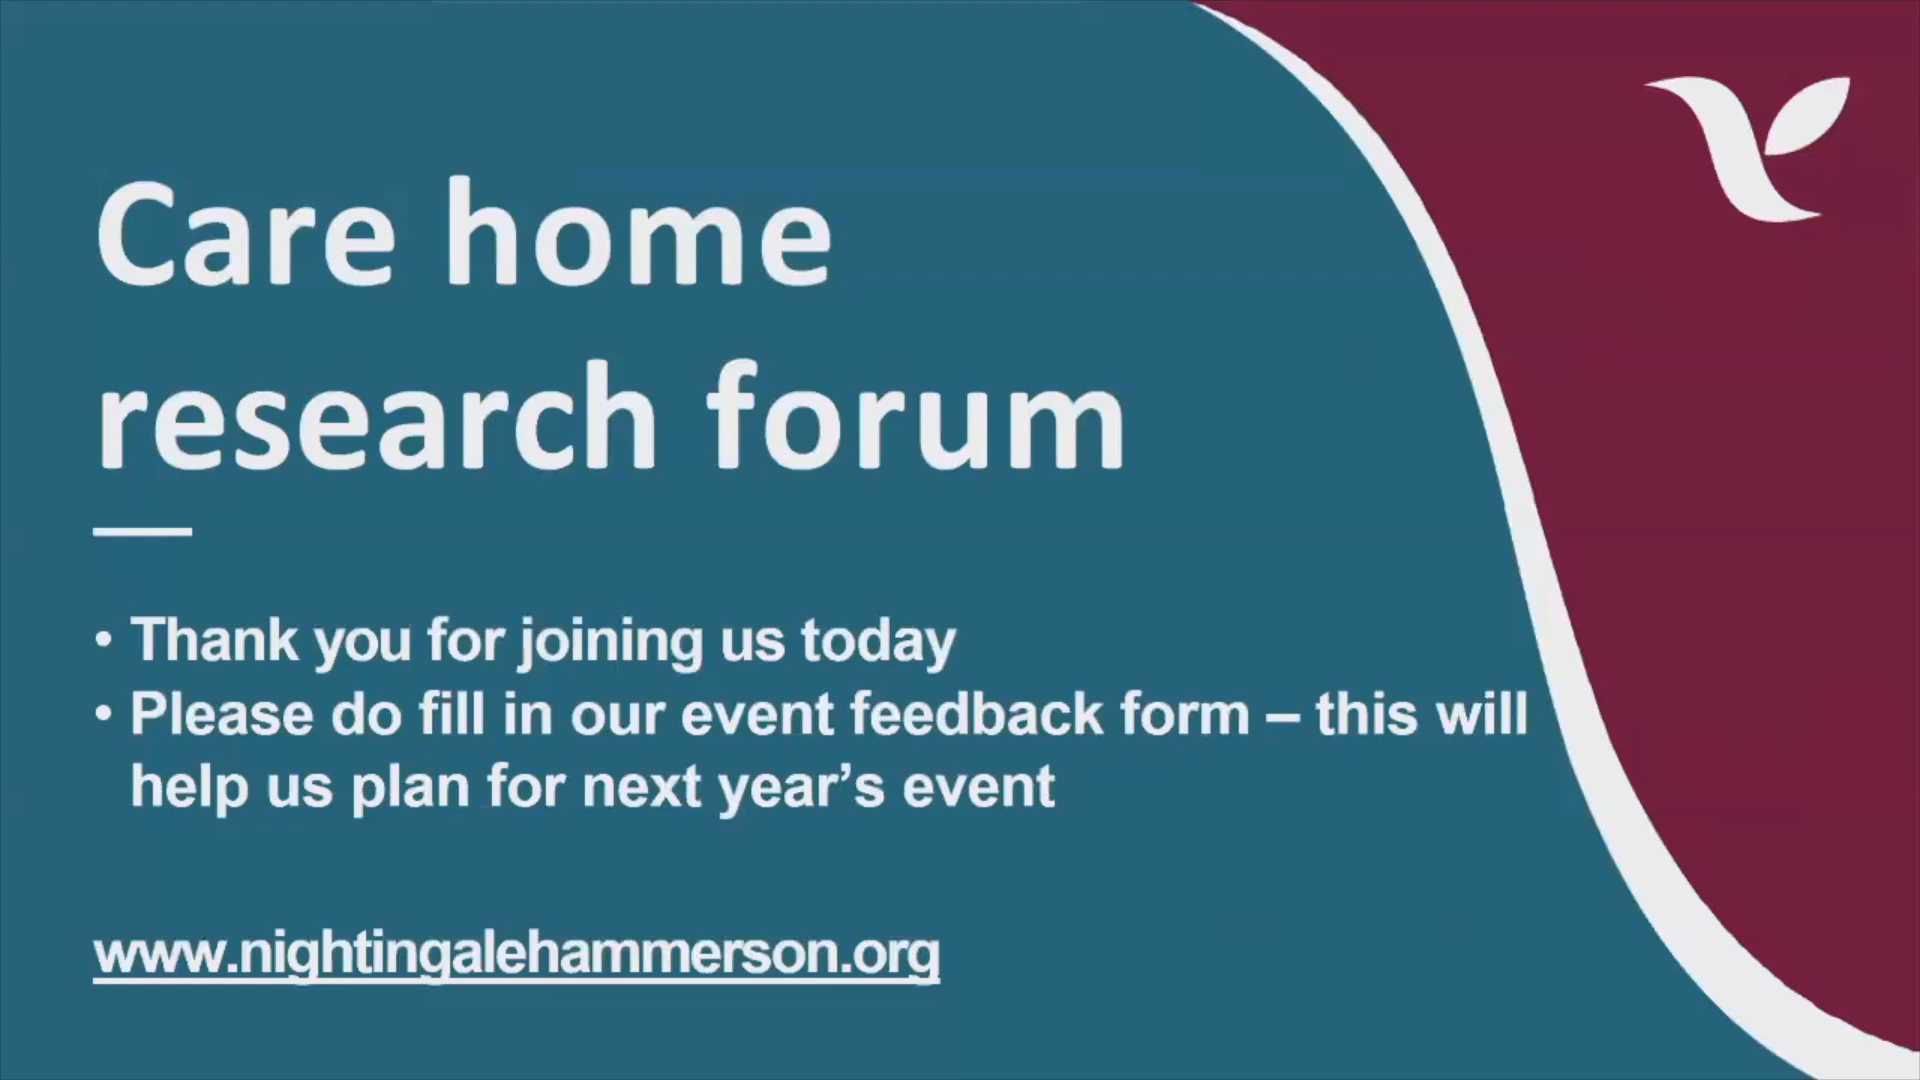 Care home
research forum
• Thank you for joining us today
• Please do fill in our event feedback form – this will
help us plan for next year’s event
www.nightingalehammerson.org